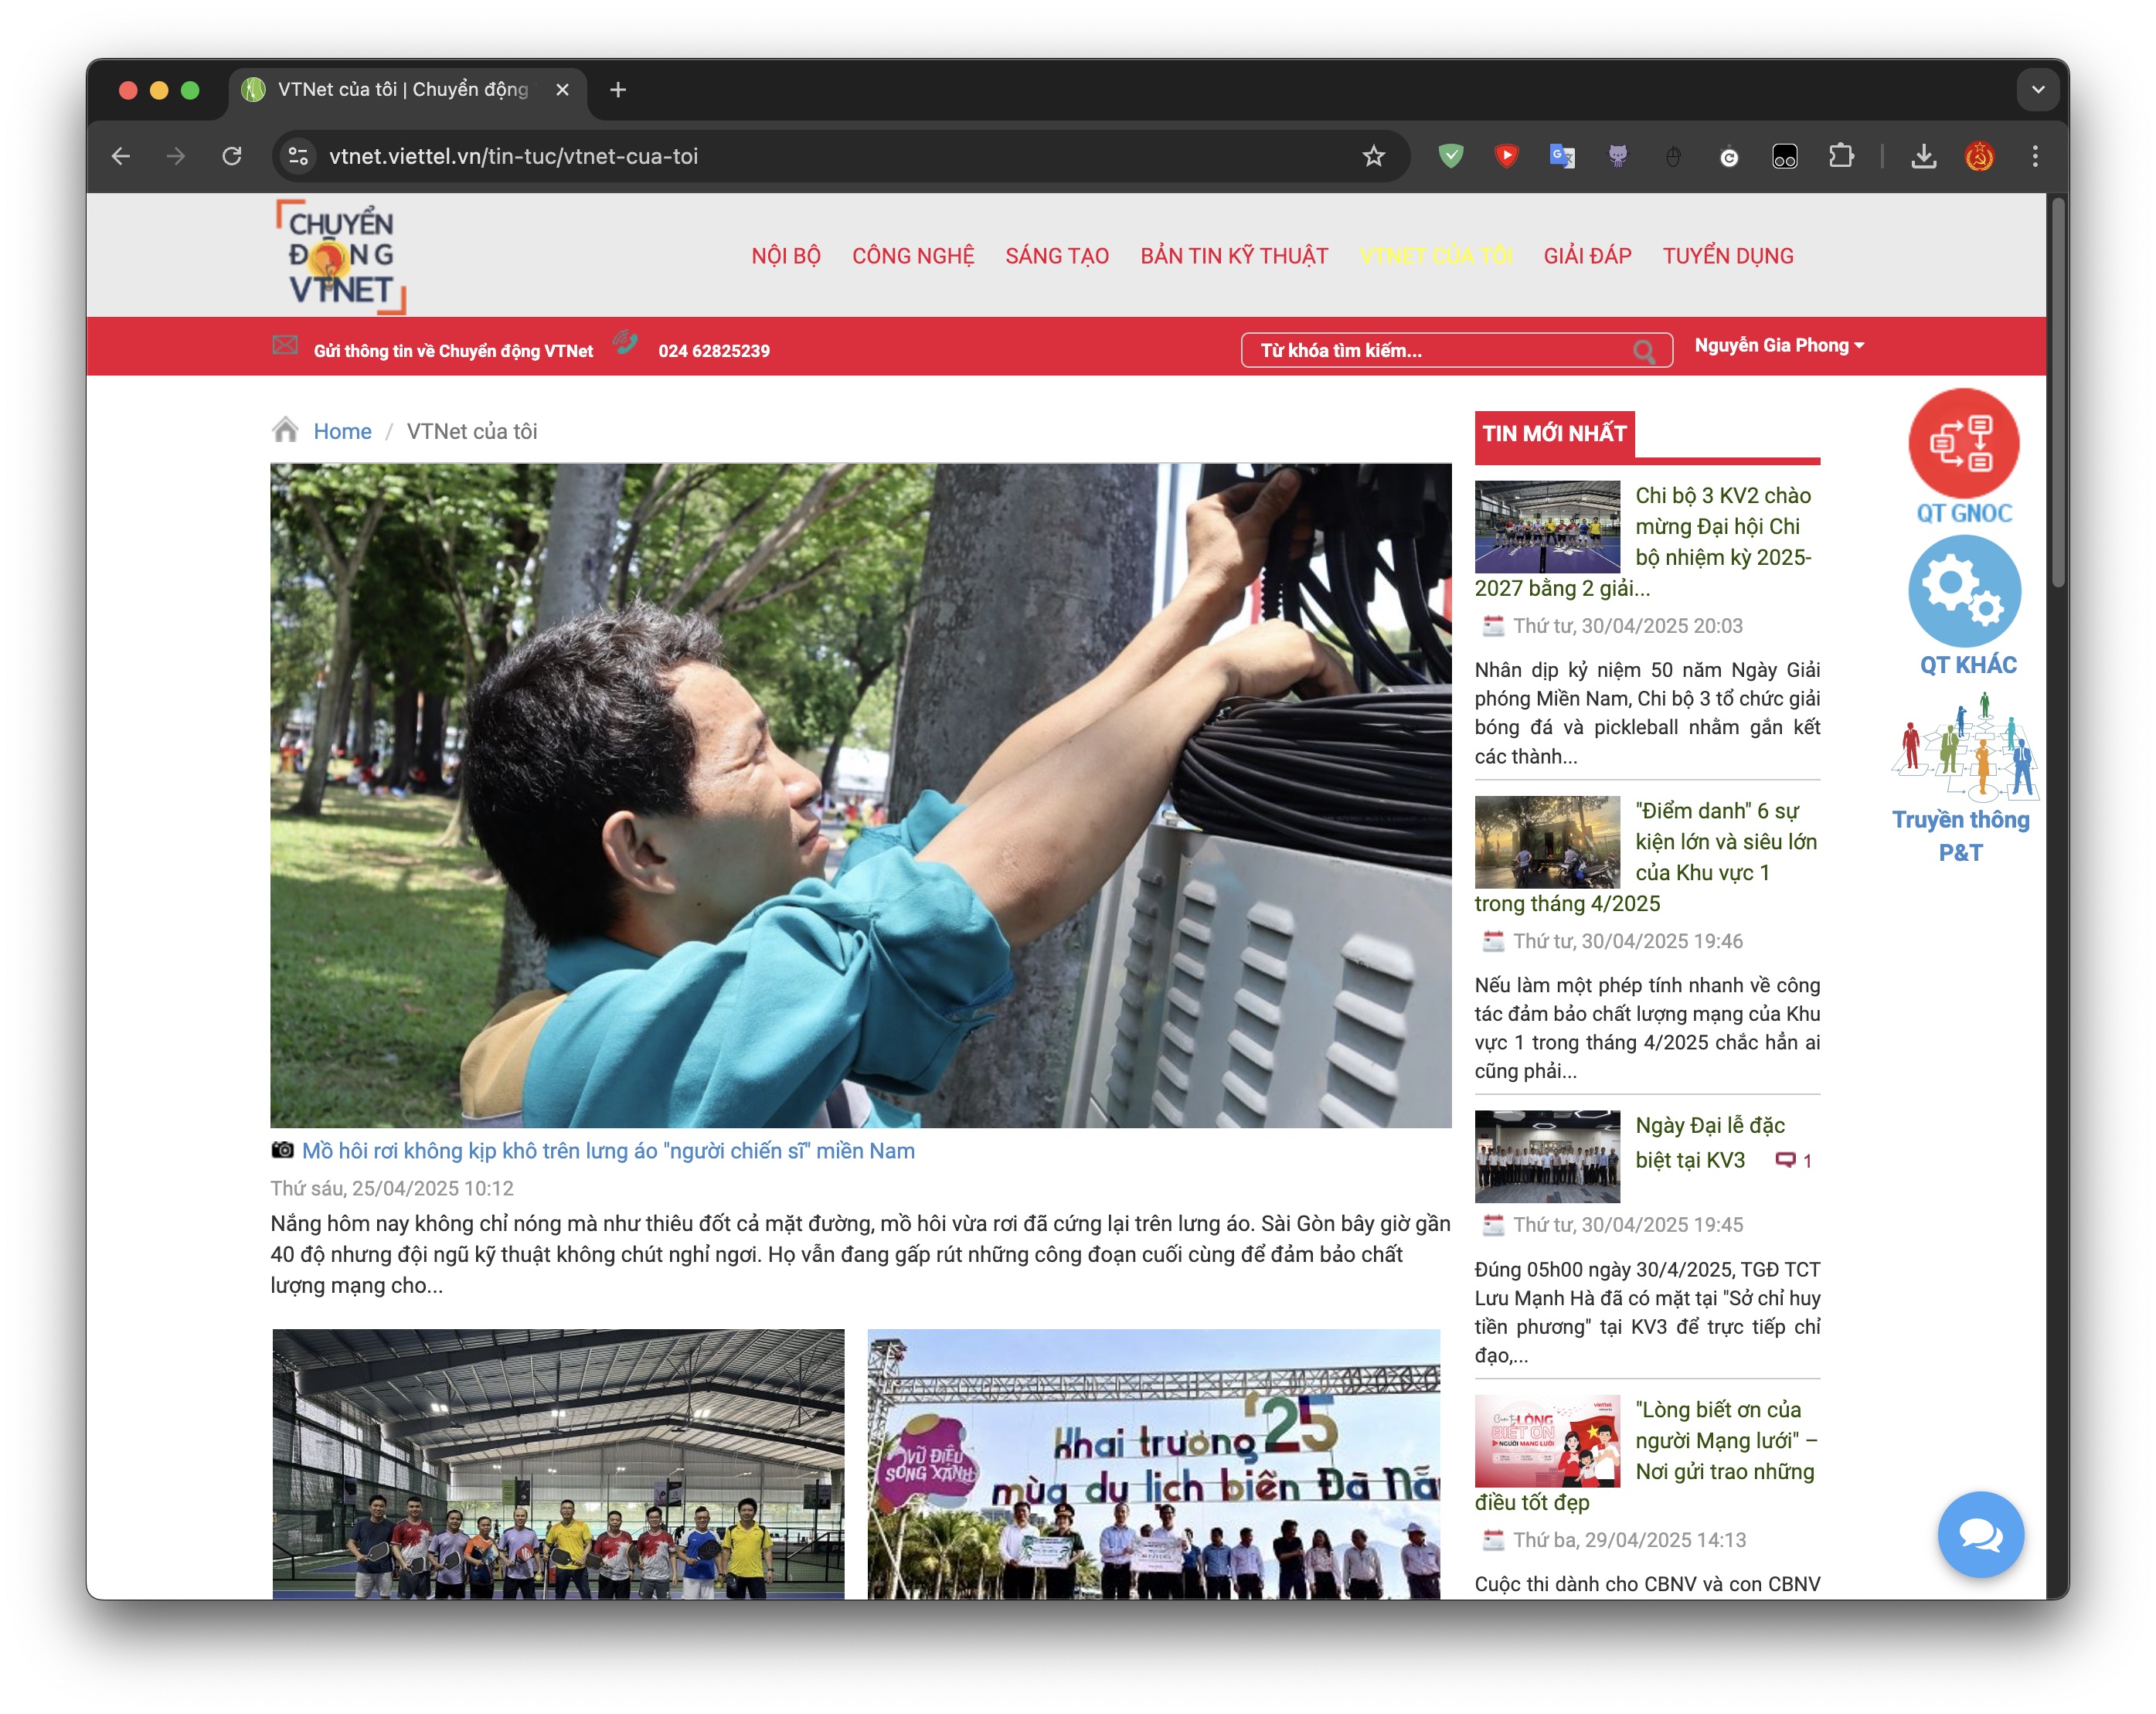 VTNet của tôi | Chuyển động
vtnet.viettel.vn/tin-tuc/vtnet-cua-toi
CHUYỂN
ĐỘNG
VTNET
NỘI BỘ CÔNG NGHỆ SÁNG TẠO BẢN TIN KỸ THUẬT VTNET CỦA TÔI GIẢI ĐÁP TUYỂN DỤNG
Gửi thông tin về Chuyển động VTNet 024 62825239 Từ khóa tìm kiếm... Nguyễn Gia Phong
Home / VTNet của tôi
Mồ hôi rơi không kịp khô trên lưng áo "người chiến sĩ" miền Nam
Thứ sáu, 25/04/2025 10:12
Nắng hôm nay không chỉ nóng mà như thiêu đốt cả mặt đường, mồ hôi vừa rơi đã cứng lại trên lưng áo. Sài Gòn bây giờ gần
40 độ nhưng đội ngũ kỹ thuật không chút nghỉ ngơi. Họ vẫn đang gấp rút những công đoạn cuối cùng để đảm bảo chất
lượng mạng cho...
VŨ ĐIỆU
SÓNG XANH
Khai trương '25
mùa du lịch biển Đà Nẵ
TIN MỚI NHẤT
Chi bộ 3 KV2 chào
mừng Đại hội Chi
bộ nhiệm kỳ 2025-
2027 bằng 2 giải...
Thứ tư, 30/04/2025 20:03
Nhân dịp kỷ niệm 50 năm Ngày Giải
phóng Miền Nam, Chi bộ 3 tổ chức giải
bóng đá và pickleball nhằm gắn kết
các thành...
"Điểm danh" 6 sự
kiện lớn và siêu lớn
của Khu vực 1
trong tháng 4/2025
Thứ tư, 30/04/2025 19:46
Nếu làm một phép tính nhanh về công
tác đảm bảo chất lượng mạng của Khu
vực 1 trong tháng 4/2025 chắc hẳn ai
cũng phải...
Ngày Đại lễ đặc
biệt tại KV3 1
Thứ tư, 30/04/2025 19:45
Đúng 05h00 ngày 30/4/2025, TGĐ TCT
Lưu Mạnh Hà đã có mặt tại "Sở chỉ huy
tiền phương" tại KV3 để trực tiếp chỉ
đạo,...
viettel
LÒNG
BIẾT ƠN
NGƯỜI MẠNG LƯỚI
"Lòng biết ơn của
người Mạng lưới" –
Nơi gửi trao những
điều tốt đẹp
Thứ ba, 29/04/2025 14:13
Cuộc thi dành cho CBNV và con CBNV
QT GNOC
QT KHÁC
Truyền thông
P&T